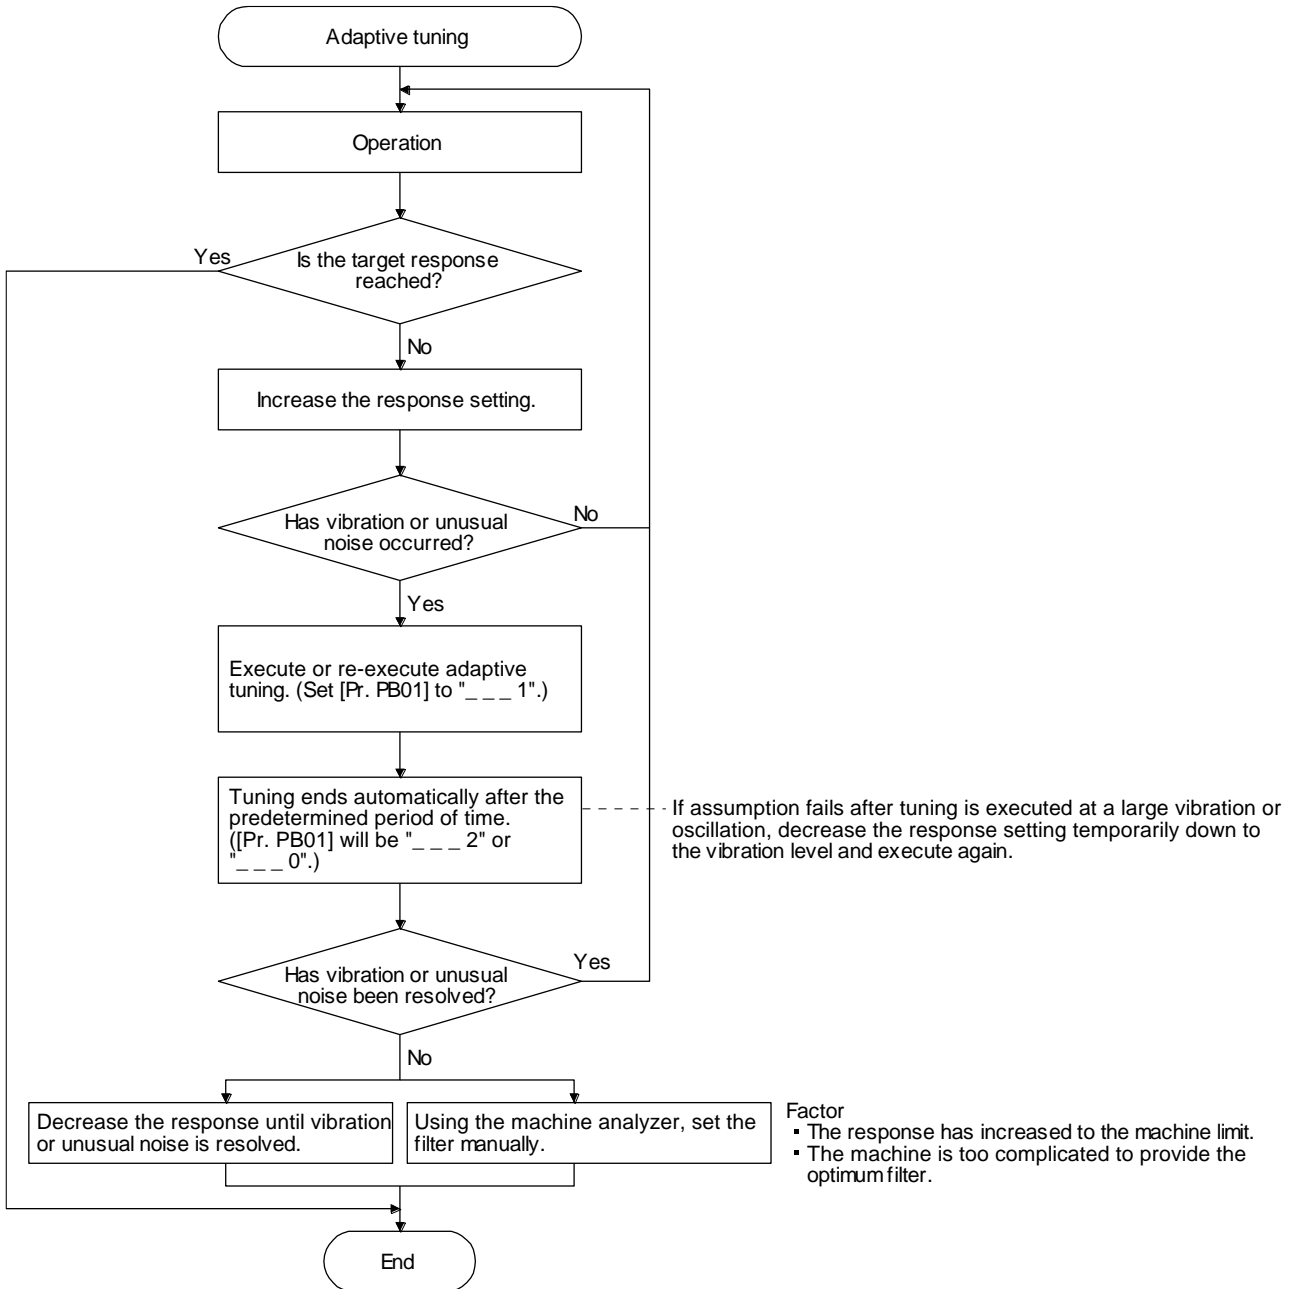 Adaptive tuning
Operation
Yes
Is the target response
reached?
No
Increase the response setting.
Has vibration or unusual
noise occurred?
No
Yes
Execute or re-execute adaptive
tuning. (Set [Pr. PB01] to "_ _ _ 1".)
Tuning ends automatically after the
predetermined period of time.
([Pr. PB01] will be "_ _ _ 2" or
"_ _ _ 0".)
If assumption fails after tuning is executed at a large vibration or
oscillation, decrease the response setting temporarily down to
the vibration level and execute again.
Has vibration or unusual
noise been resolved?
Yes
No
Decrease the response until vibration
or unusual noise is resolved.
Using the machine analyzer, set the
filter manually.
Factor
▪ The response has increased to the machine limit.
▪ The machine is too complicated to provide the
optimum filter.
End